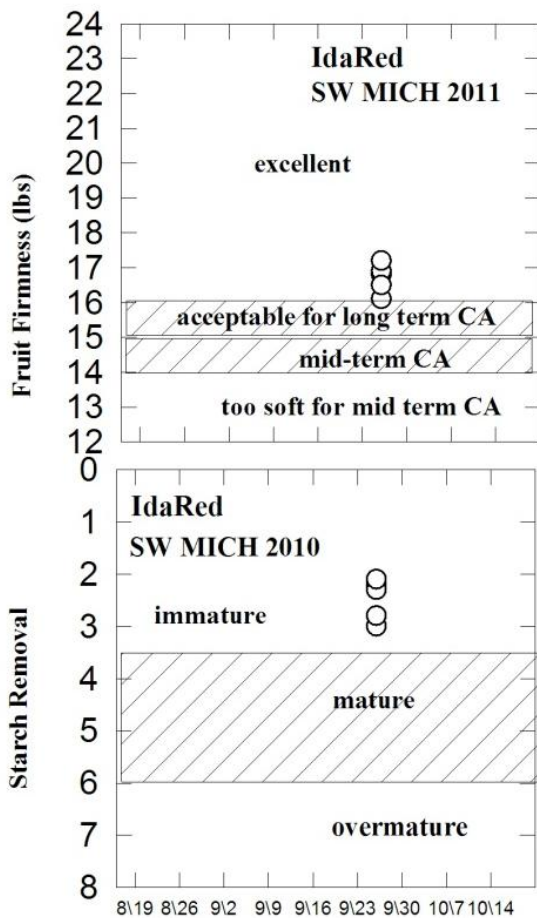 24
23
22
21
20
19
18
17
16
15
14
13
12
Fruit Firmness (lbs)
IdaRed
SW MICH 2011
excellent
acceptable for long term CA
mid-term CA
too soft for mid term CA
0
1
2
3
4
5
6
7
8
Starch Removal
IdaRed
SW MICH 2010
immature
mature
overmature
8\19 8\26 9\2 9\9 9\16 9\23 9\30 10\7 10\14